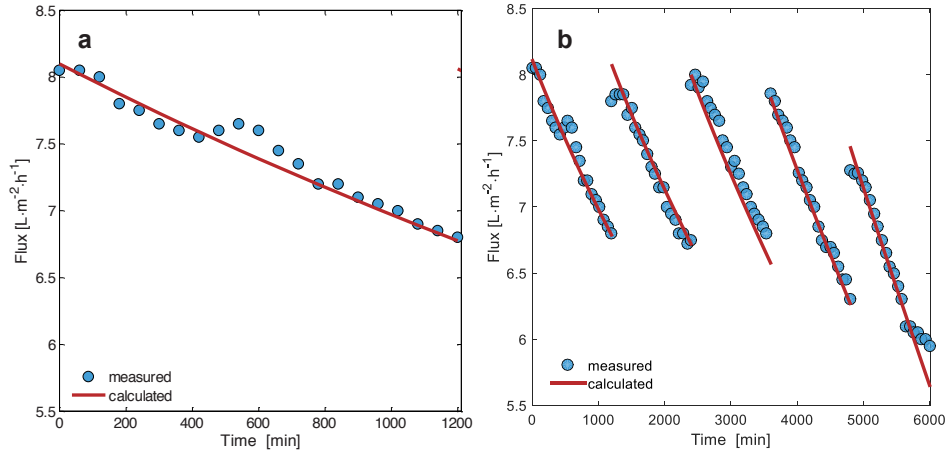 a
8.5
8
7.5
7
6.5
6
5.5
Flux [L·m⁻²·h⁻¹]
measured
calculated
0 200 400 600 800 1000 1200
Time [min]
b
8.5
8
7.5
7
6.5
6
5.5
Flux [L·m⁻²·h⁻¹]
measured
calculated
0 1000 2000 3000 4000 5000 6000
Time [min]